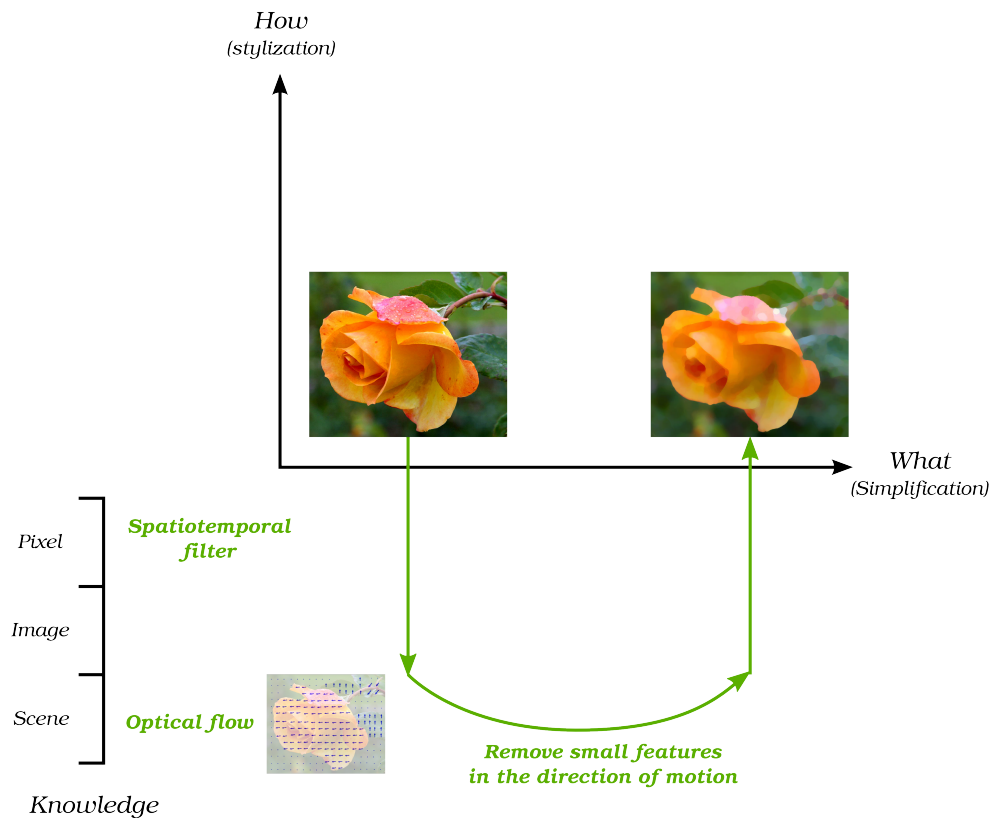 How
(stylization)
What
(Simplification)
Pixel
Spatiotemporal
filter
Image
Scene
Optical flow
Remove small features
in the direction of motion
Knowledge